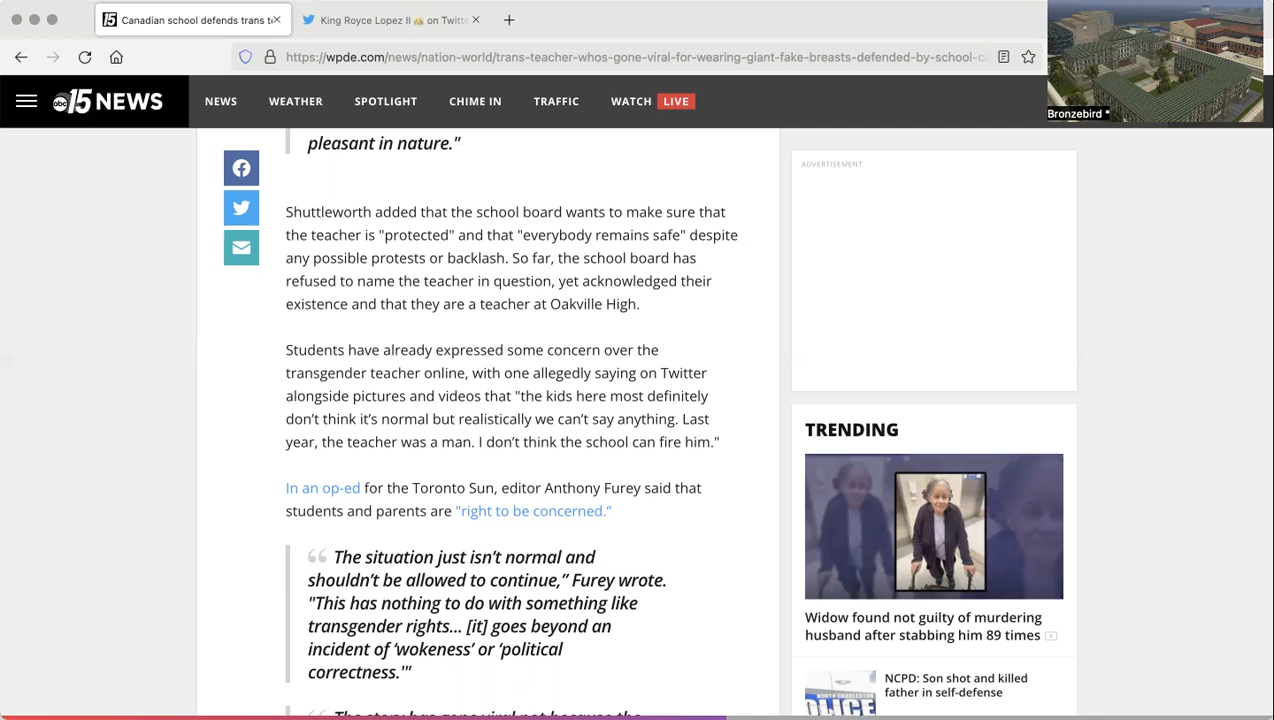 Canadian school defends trans t
King Royce Lopez II on Twitt
https://wpde.com/news/nation-world/trans-teacher-whos-gone-viral-for-wearing-giant-fake-breasts-defended-by-school-c
Bronzebird *
abc 15 NEWS
NEWS
WEATHER
SPOTLIGHT
CHIME IN
TRAFFIC
WATCH LIVE
pleasant in nature."
Shuttleworth added that the school board wants to make sure that
the teacher is "protected" and that "everybody remains safe" despite
any possible protests or backlash. So far, the school board has
refused to name the teacher in question, yet acknowledged their
existence and that they are a teacher at Oakville High.
Students have already expressed some concern over the
transgender teacher online, with one allegedly saying on Twitter
alongside pictures and videos that "the kids here most definitely
don't think it's normal but realistically we can't say anything. Last
year, the teacher was a man. I don't think the school can fire him."
In an op-ed for the Toronto Sun, editor Anthony Furey said that
students and parents are "right to be concerned.”
The situation just isn’t normal and
shouldn’t be allowed to continue,” Furey wrote.
"This has nothing to do with something like
transgender rights... [it] goes beyond an
incident of ‘wokeness’ or ‘political
correctness.'"
The story has gone viral not because the
ADVERTISEMENT
TRENDING
Widow found not guilty of murdering
husband after stabbing him 89 times
NCPD: Son shot and killed
father in self-defense